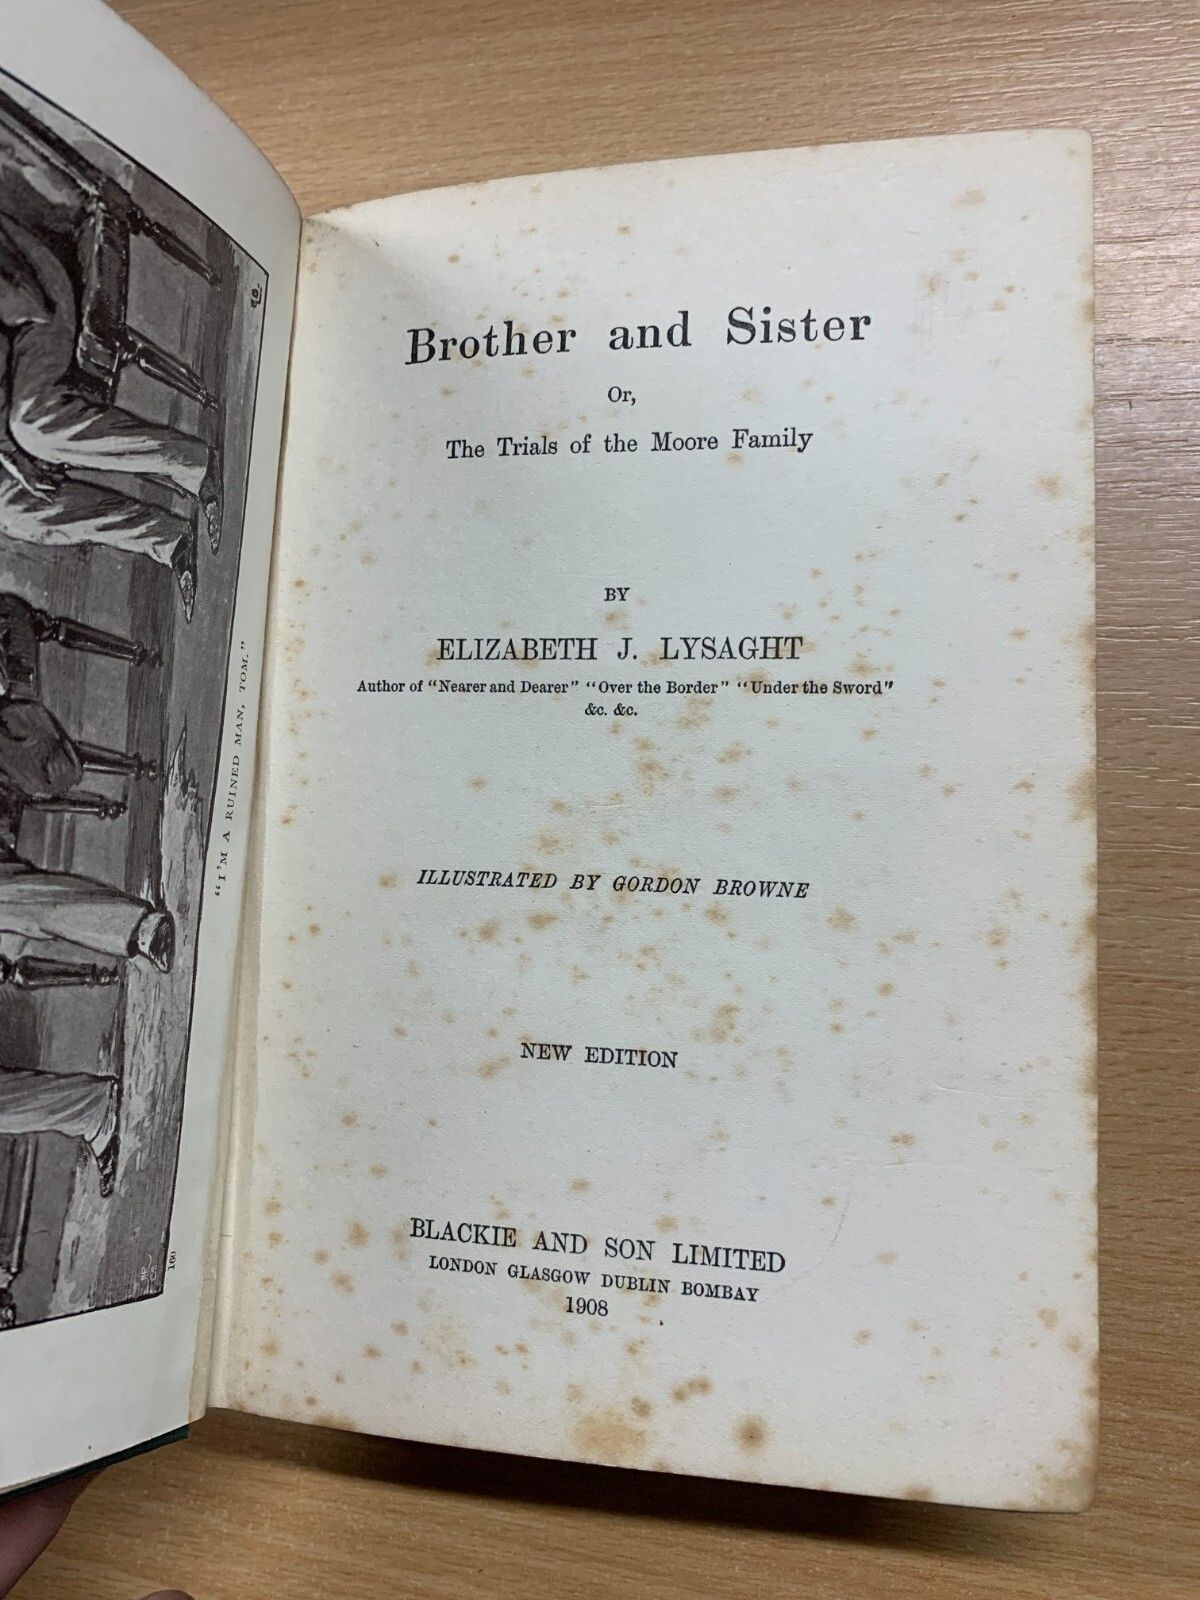 "I'M A RUINED MAN, TOM."
160
Brother and Sister
Or,
The Trials of the Moore Family
BY
ELIZABETH J. LYSAGHT
Author of "Nearer and Dearer" "Over the Border" "Under the Sword"
&c. &c.
ILLUSTRATED BY GORDON BROWNE
NEW EDITION
BLACKIE AND SON LIMITED
LONDON GLASGOW DUBLIN BOMBAY
1908